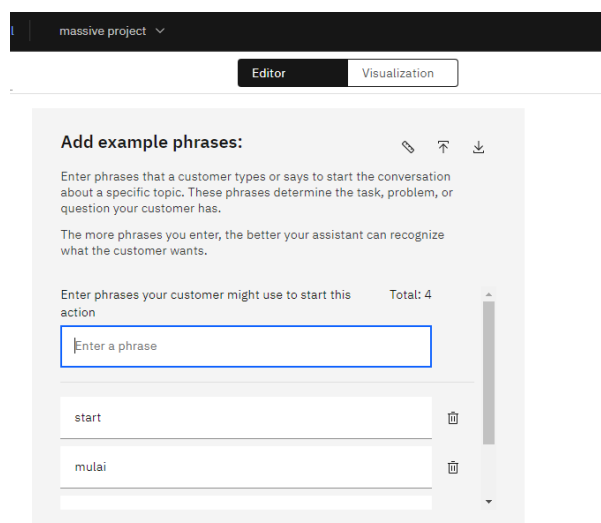 massive project
Editor
Visualization
Add example phrases:
Enter phrases that a customer types or says to start the conversation
about a specific topic. These phrases determine the task, problem, or
question your customer has.
The more phrases you enter, the better your assistant can recognize
what the customer wants.
Enter phrases your customer might use to start this
action
Total: 4
Enter a phrase
start
mulai